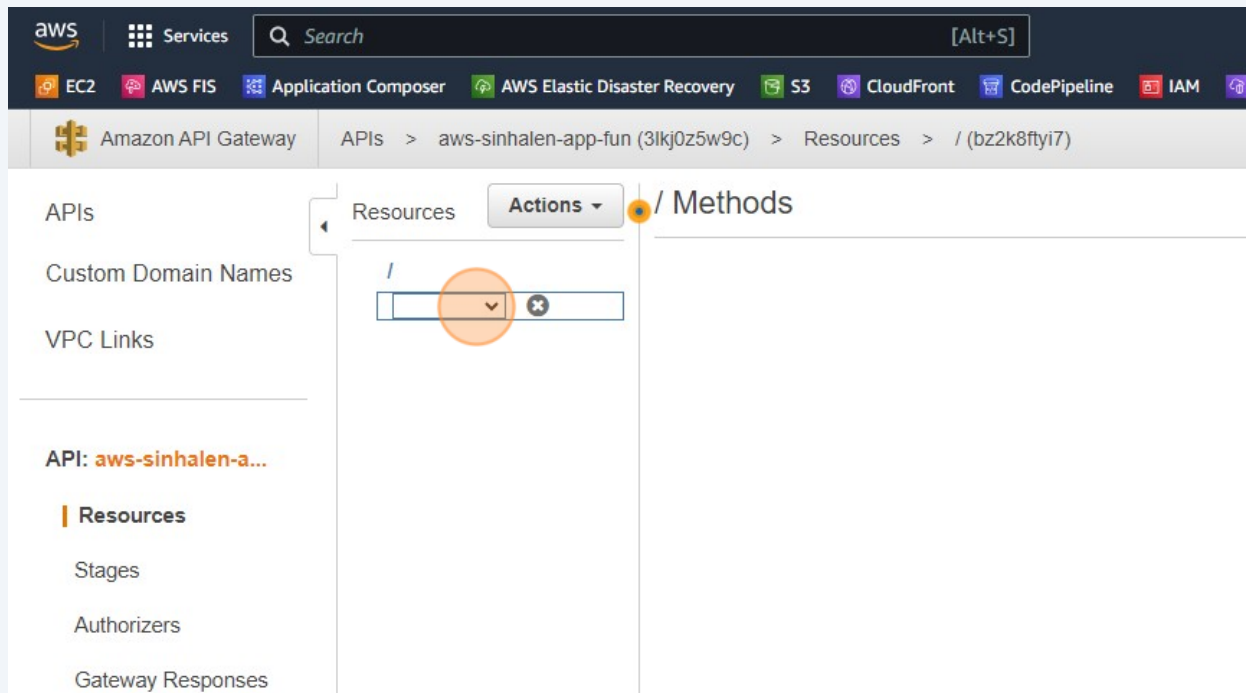 aws Services Search [Alt+S]
EC2 AWS FIS Application Composer AWS Elastic Disaster Recovery S3 CloudFront CodePipeline IAM
Amazon API Gateway APIs > aws-sinhalen-app-fun (3lkj0z5w9c) > Resources > / (bz2k8ftyi7)
APIs
Custom Domain Names
VPC Links
API: aws-sinhalen-a...
Resources
Stages
Authorizers
Gateway Responses
Resources Actions
/
/ Methods